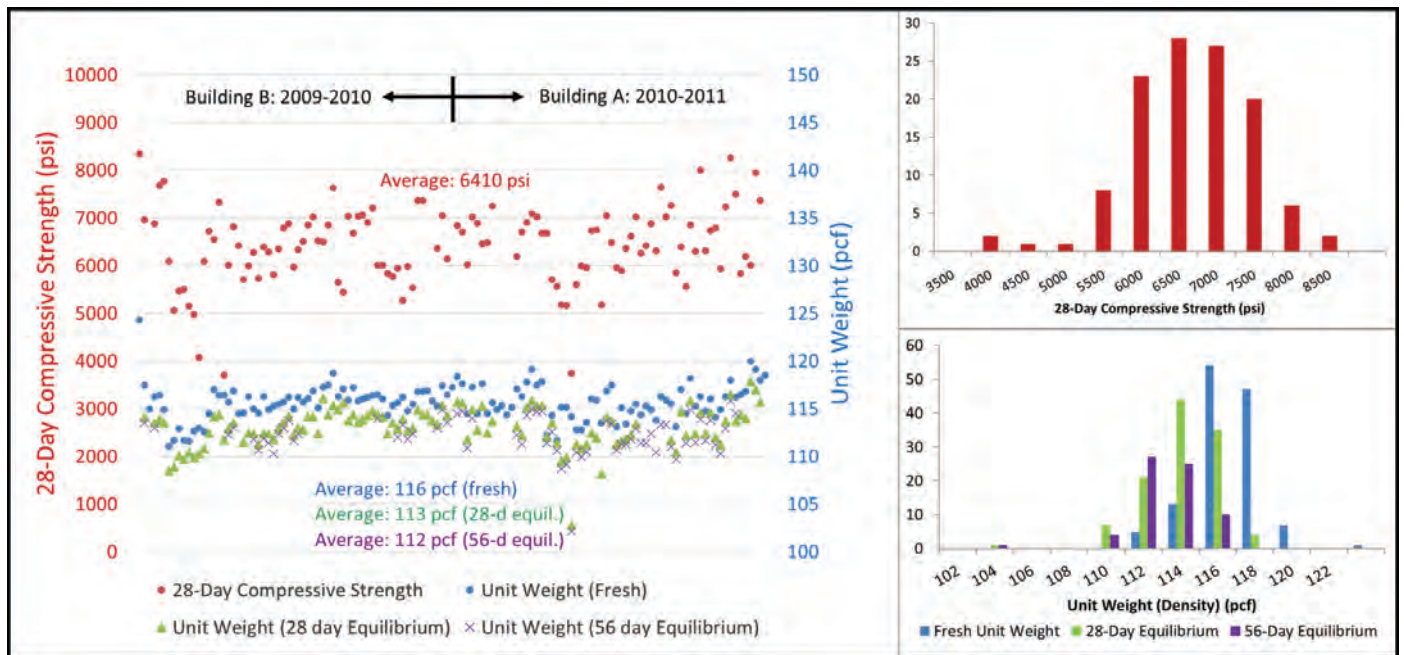 28-Day Compressive Strength (psi)
10000
9000
8000
7000
6000
5000
4000
3000
2000
1000
0
Building B: 2009-2010
Building A: 2010-2011
Average: 6410 psi
Average: 116 pcf (fresh)
Average: 113 pcf (28-d equil.)
Average: 112 pcf (56-d equil.)
150
145
140
135
130
125
120
115
110
105
100
Unit Weight (pcf)
28-Day Compressive Strength
Unit Weight (Fresh)
Unit Weight (28 day Equilibrium)
Unit Weight (56 day Equilibrium)
30
25
20
15
10
5
0
3500 4000 4500 5000 5500 6000 6500 7000 7500 8000 8500
28-Day Compressive Strength (psi)
60
50
40
30
20
10
0
102 104 106 108 110 112 114 116 118 120 122
Unit Weight (Density) (pcf)
Fresh Unit Weight 28-Day Equilibrium 56-Day Equilibrium